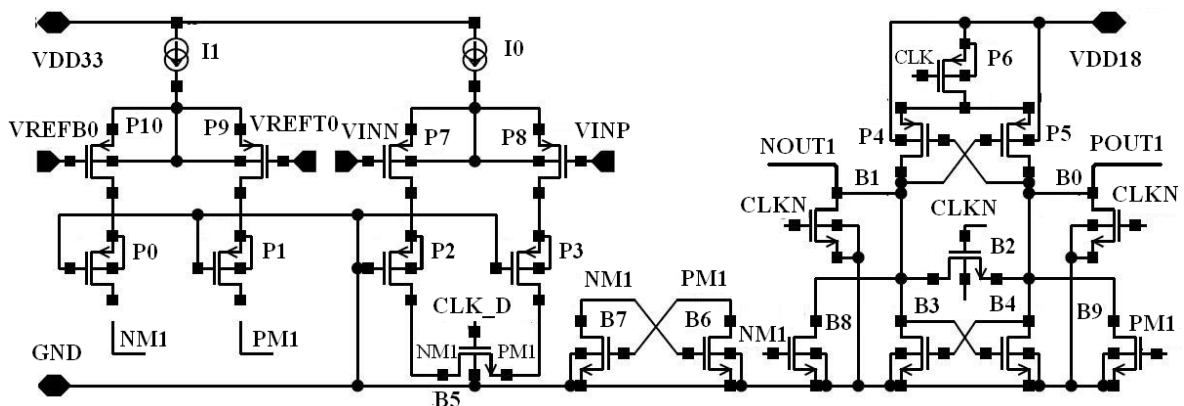 VDD33
I1
I0
CLK
P6
VDD18
VREFB0
P10
P9
VREFT0
VINN
P7
P8
VINP
P4
P5
NOUT1
B1
B0
POUT1
CLKN
CLKN
CLKN
P0
P1
P2
P3
B2
CLK_D
NM1
PM1
B3
B4
NM1
PM1
B7
B6
NM1
B8
B9
PM1
GND
NM1
PM1
B5